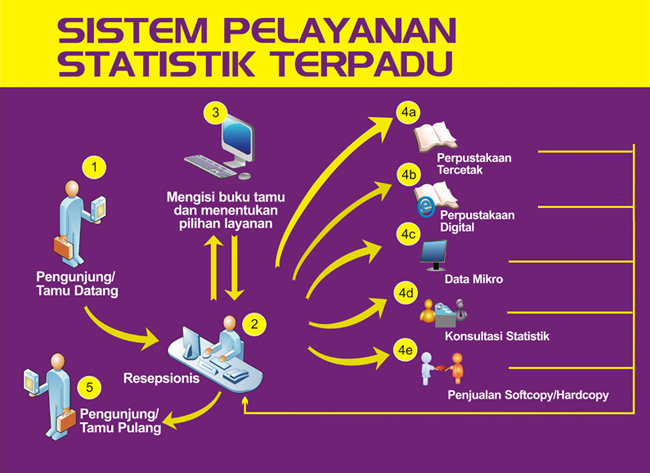 SISTEM PELAYANAN
STATISTIK TERPADU
1
Pengunjung/
Tamu Datang
3
Mengisi buku tamu
dan menentukan
pilihan layanan
2
Resepsionis
4a
Perpustakaan
Tercetak
4b
Perpustakaan
Digital
4c
Data Mikro
4d
Konsultasi Statistik
4e
Penjualan Softcopy/Hardcopy
5
Pengunjung/
Tamu Pulang